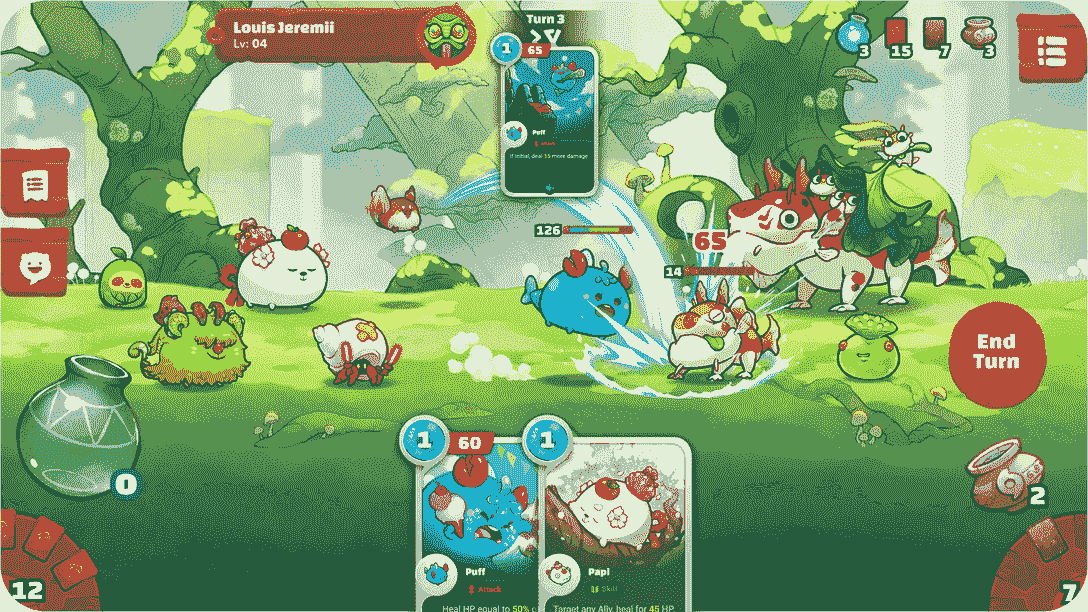 Louis Jeremii
Lv: 04
Turn 3
1
65
Puff
If initial, deal 15 more damage
3
15
7
3
126
65
14
End
Turn
0
2
1
60
1
Puff
Attack
Heal HP equal to 50%
Papi
Skill
Target any Ally, heal for 45 HP.
12
7